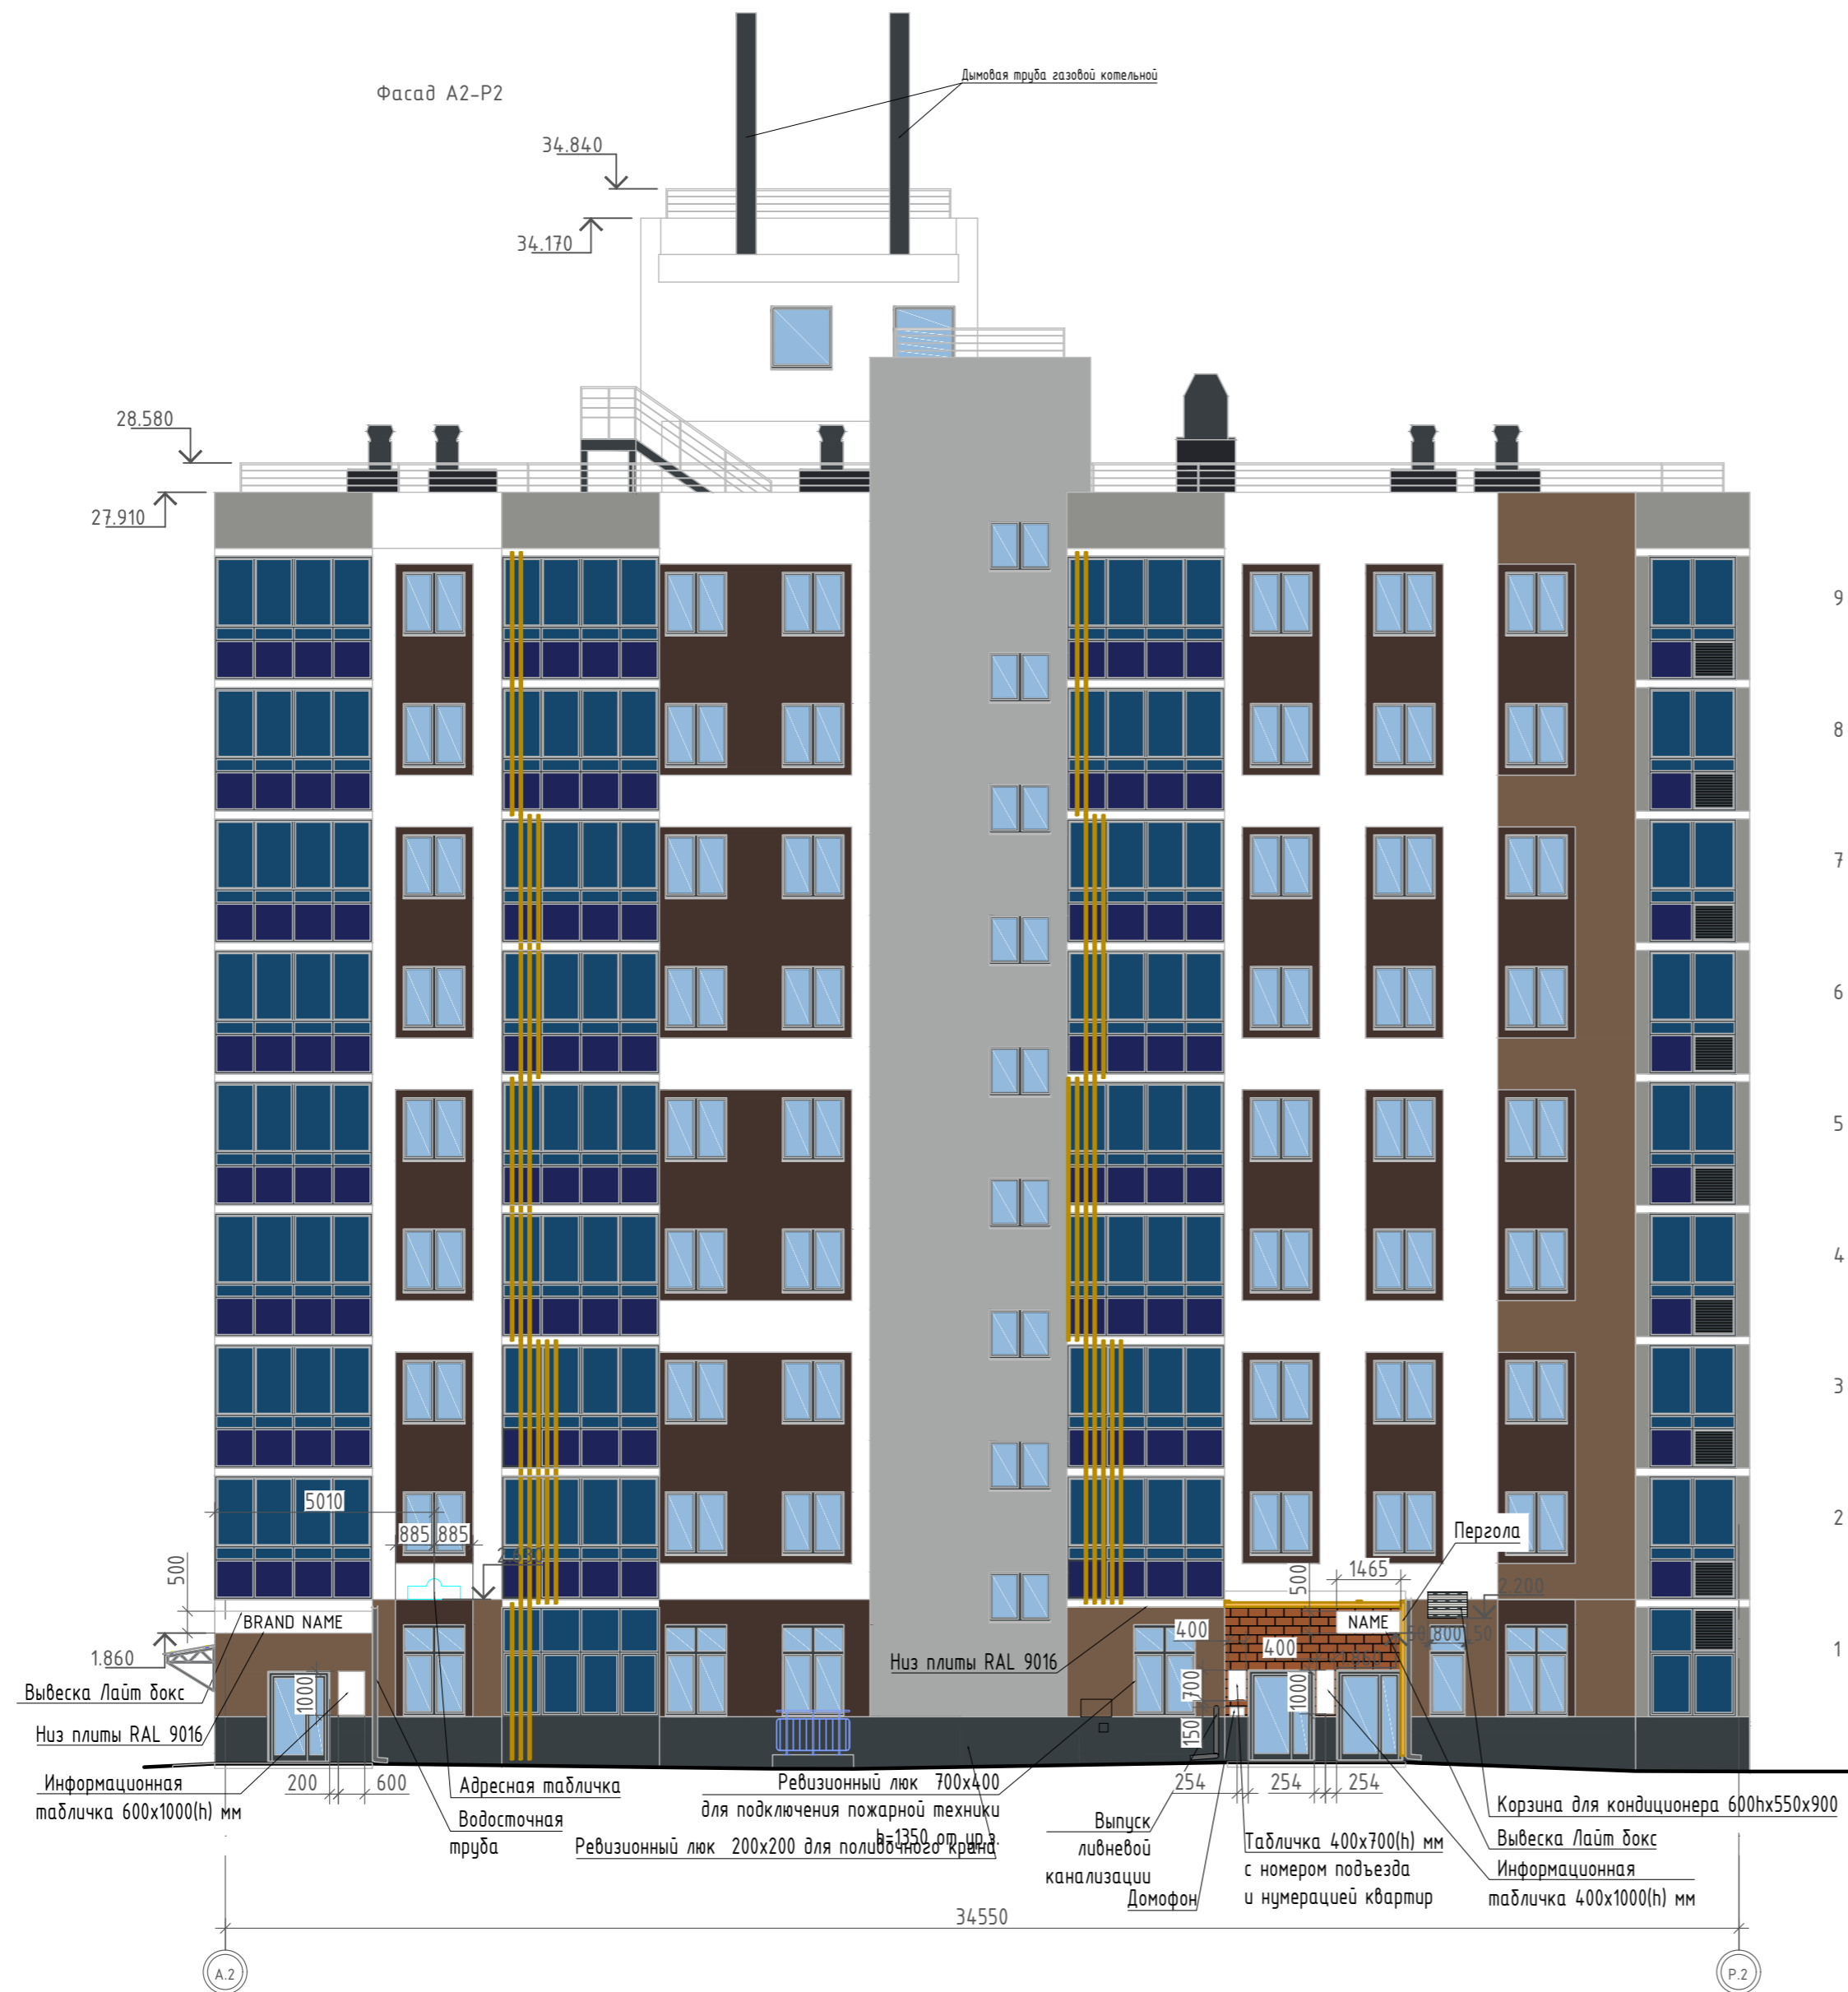 Фасад А2-Р2
Дымовая труба газовой котельной
34.840
34.170
28.580
27.910
9
8
7
6
5
4
3
2
1
5010
885
885
500
BRAND NAME
1.860
Вывеска Лайт бокс
Низ плиты RAL 9016
1000
Информационная
табличка 600х1000(h) мм
200
600
Адресная табличка
Водосточная
труба
Низ плиты RAL 9016
Ревизионный люк 700х400
для подключения пожарной техники
h=1350 от ур.з.
Ревизионный люк 200х200 для поливочного крана
Пергола
1465
500
2.200
NAME
400
400
800
700
1000
150
254
254
254
Выпуск
ливневой
канализации
Домофон
Табличка 400х700(h) мм
с номером подъезда
и нумерацией квартир
Корзина для кондиционера 600hх550х900
Вывеска Лайт бокс
Информационная
табличка 400х1000(h) мм
34550
А.2
Р.2